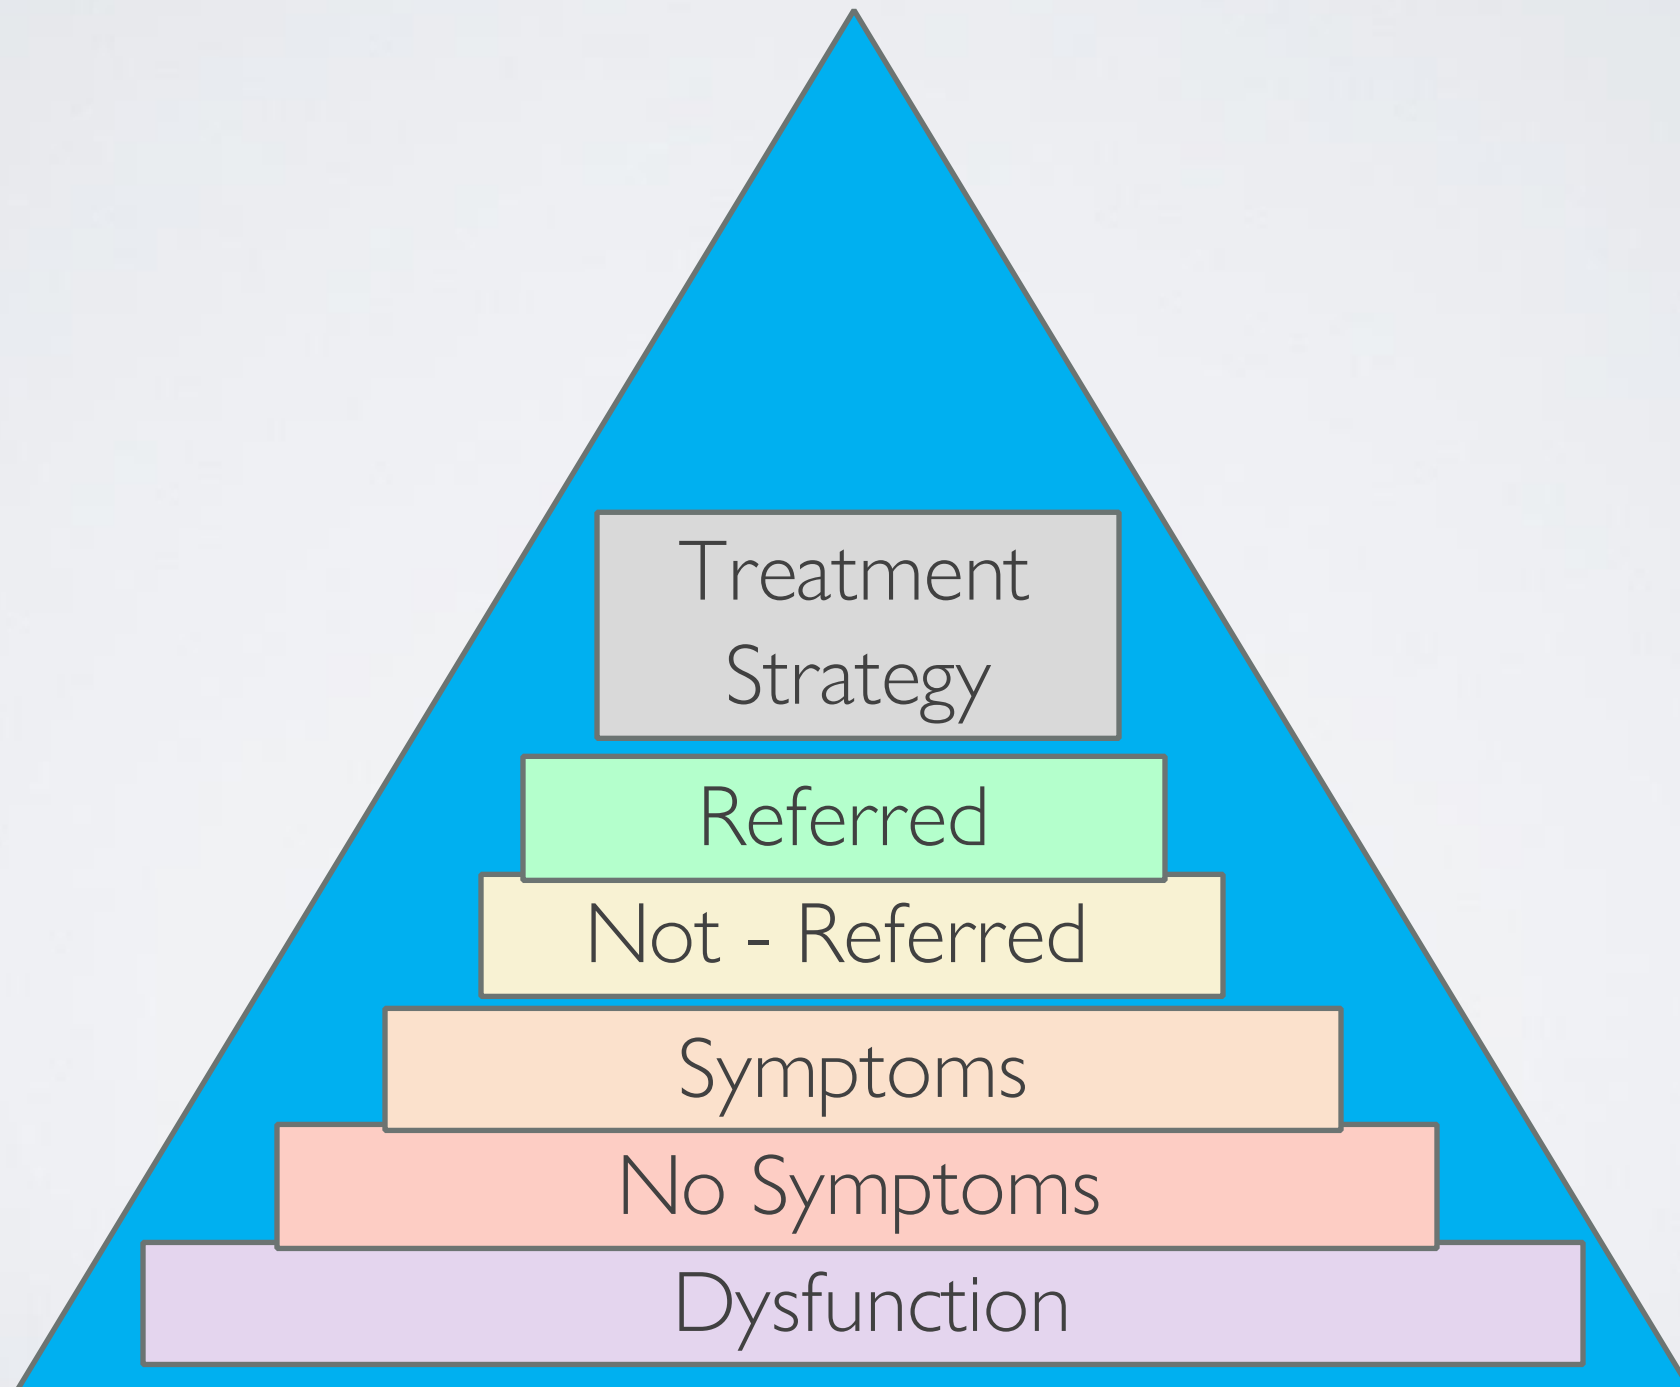 Treatment
Strategy
Referred
Not - Referred
Symptoms
No Symptoms
Dysfunction